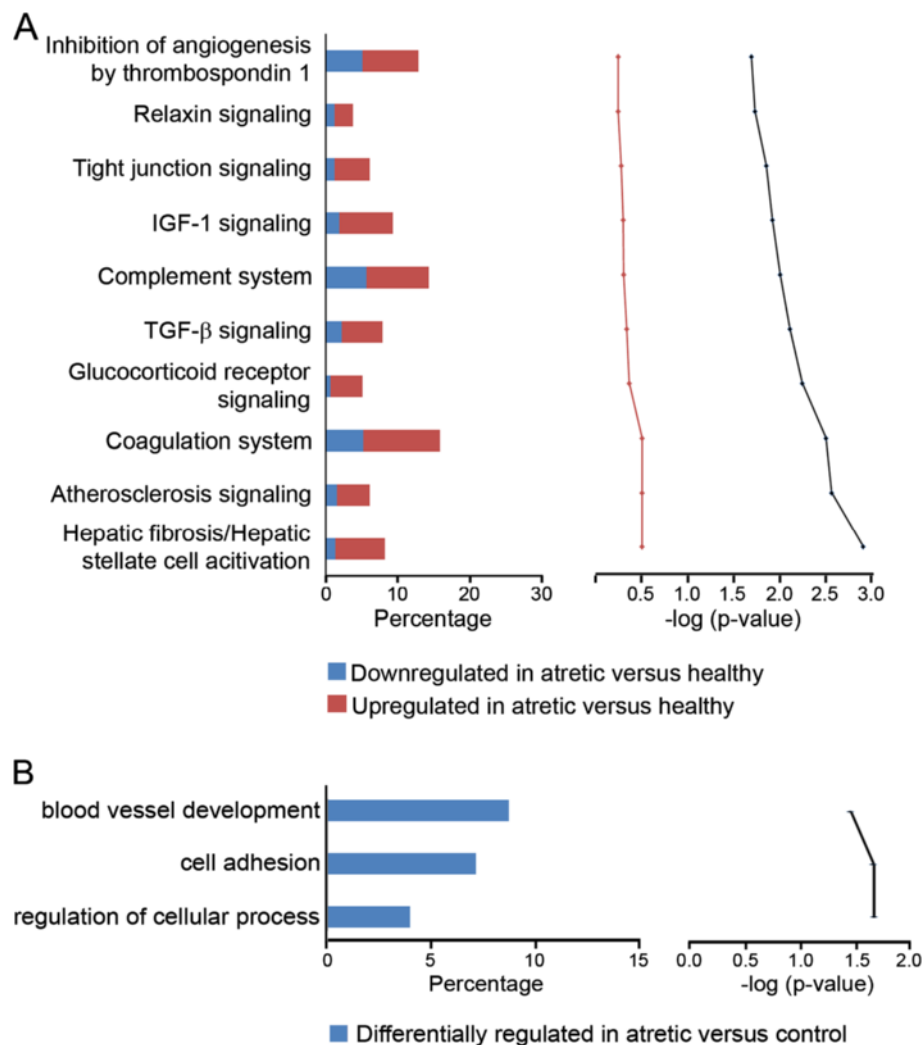 A
Inhibition of angiogenesis
by thrombospondin 1
Relaxin signaling
Tight junction signaling
IGF-1 signaling
Complement system
TGF-β signaling
Glucocorticoid receptor
signaling
Coagulation system
Atherosclerosis signaling
Hepatic fibrosis/Hepatic
stellate cell acitivation
0 10 20 30
Percentage
0.5 1.0 1.5 2.0 2.5 3.0
-log (p-value)
Downregulated in atretic versus healthy
Upregulated in atretic versus healthy
B
blood vessel development
cell adhesion
regulation of cellular process
0 5 10 15
Percentage
0.0 0.5 1.0 1.5 2.0
-log (p-value)
Differentially regulated in atretic versus control